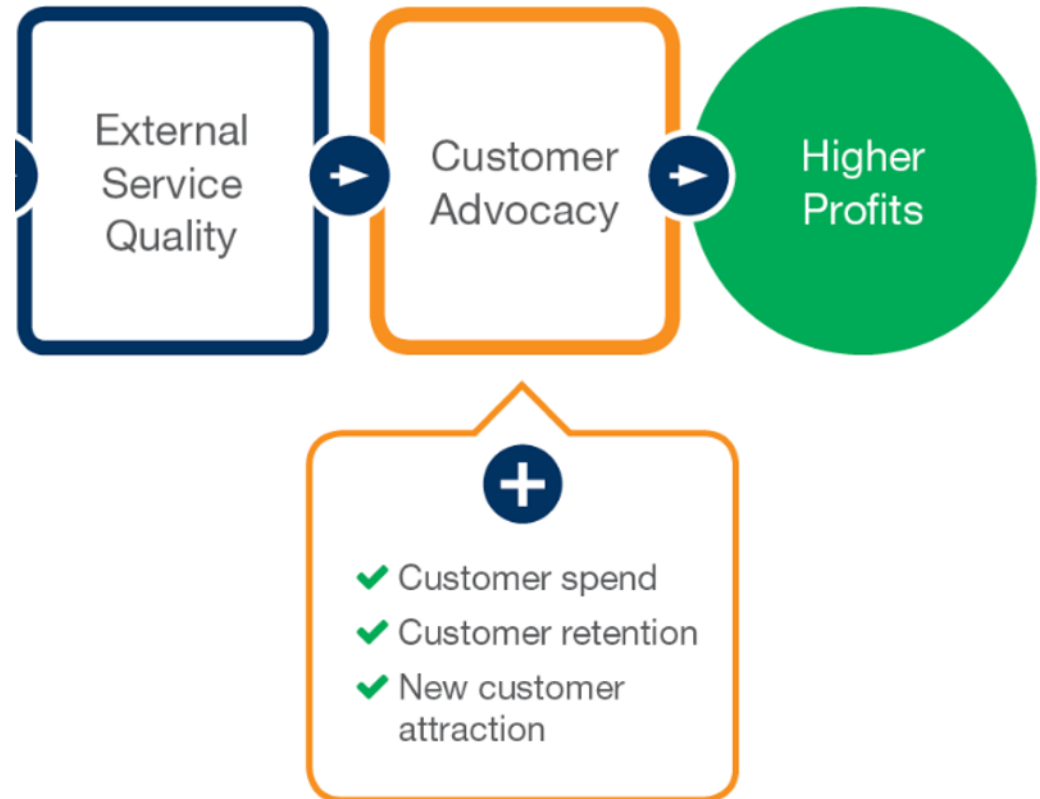 External
Service
Quality
Customer
Advocacy
Higher
Profits
Customer spend
Customer retention
New customer
attraction